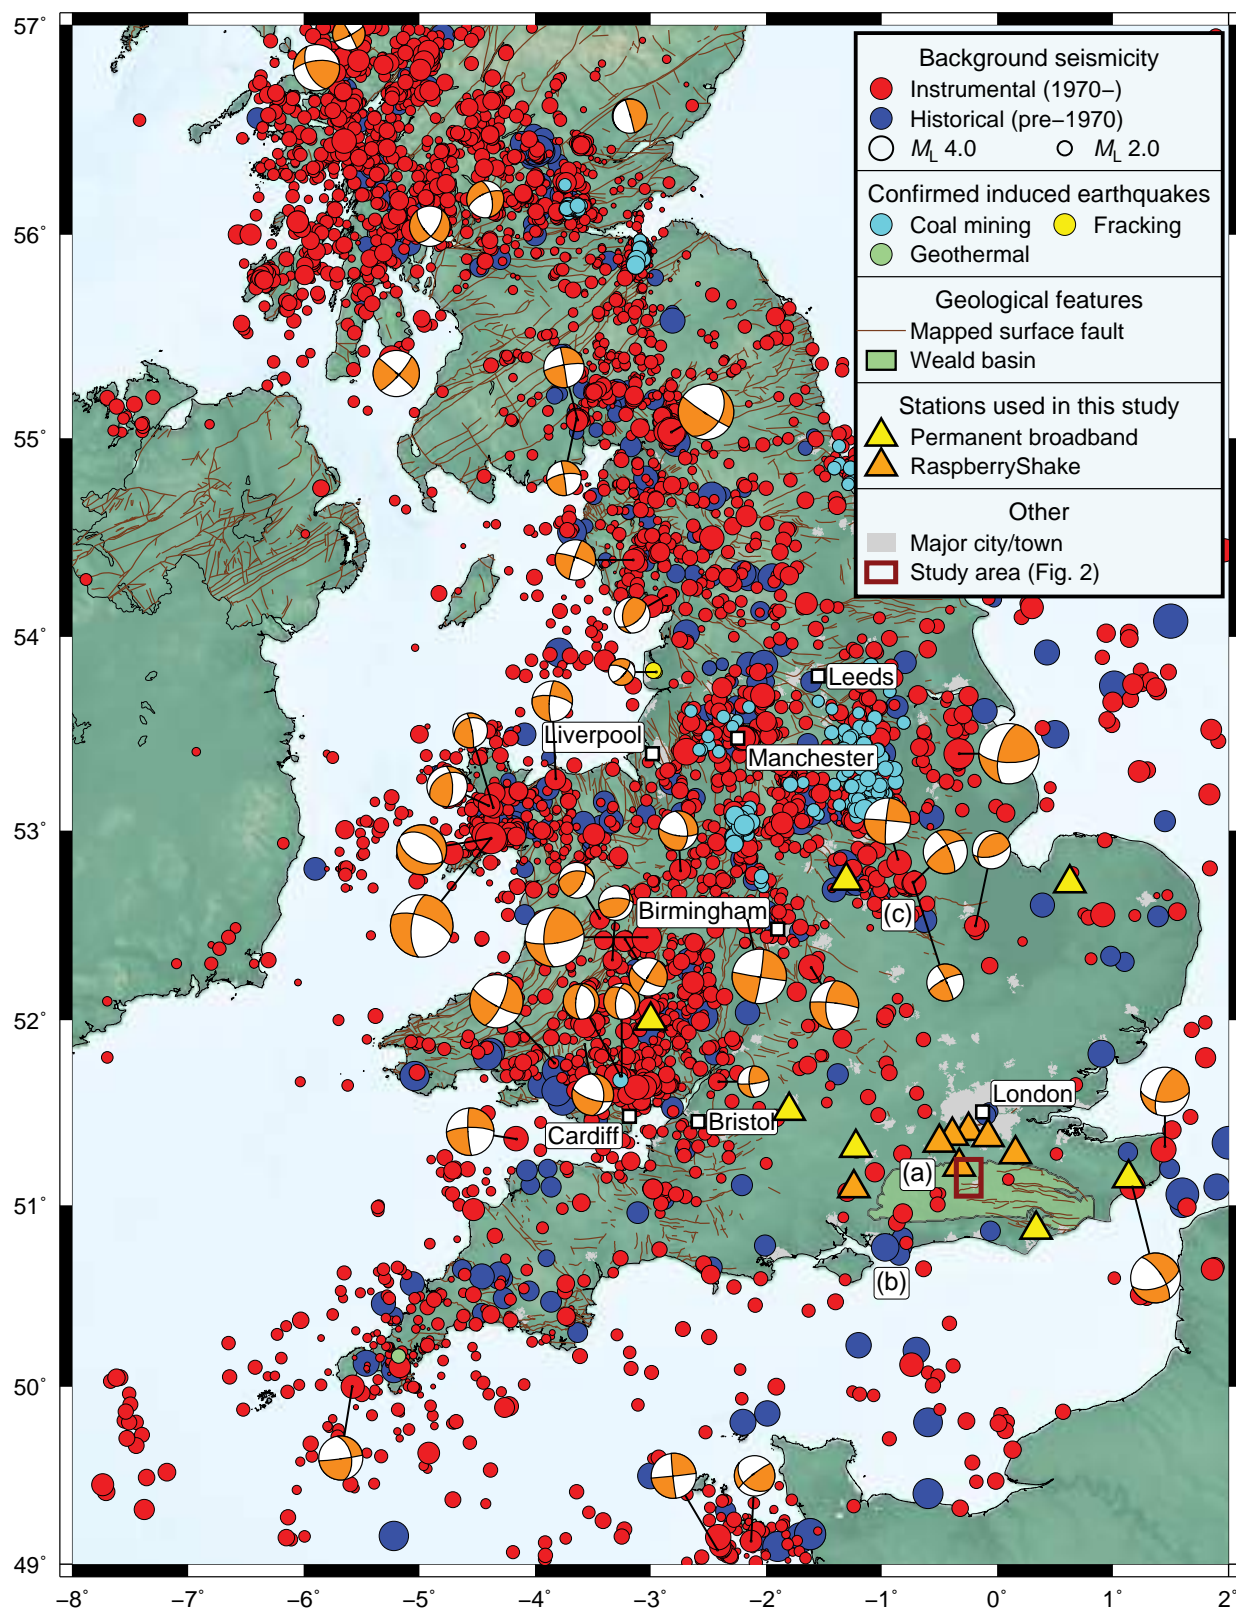 Background seismicity
Instrumental (1970–)
Historical (pre–1970)
ML 4.0 ML 2.0
Confirmed induced earthquakes
Coal mining Fracking
Geothermal
Geological features
Mapped surface fault
Weald basin
Stations used in this study
Permanent broadband
RaspberryShake
Other
Major city/town
Study area (Fig. 2)
57°
56°
55°
54°
53°
52°
51°
50°
49°
Leeds
Liverpool
Manchester
Birmingham
(c)
London
Cardiff
Bristol
(a)
(b)
−8° −7° −6° −5° −4° −3° −2° −1° 0° 1° 2°